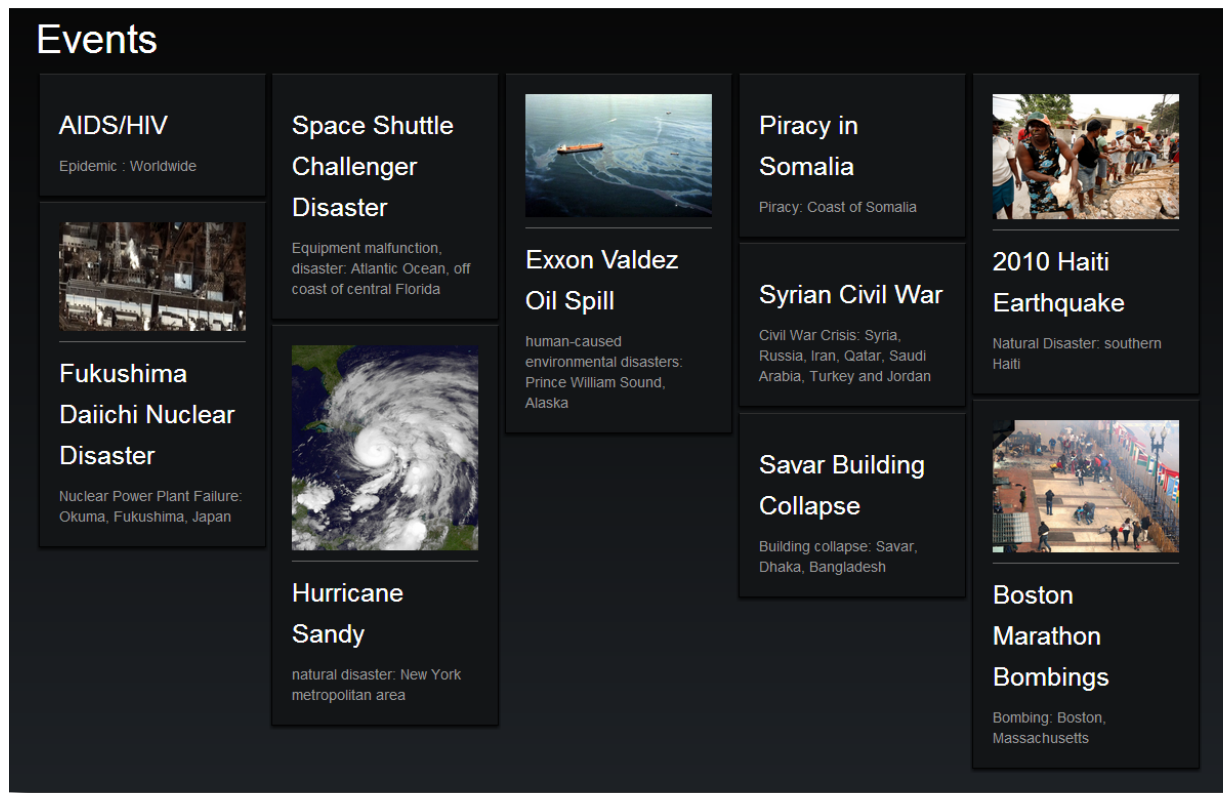 Events
AIDS/HIV
Epidemic : Worldwide
Fukushima
Daiichi Nuclear
Disaster
Nuclear Power Plant Failure:
Okuma, Fukushima, Japan
Space Shuttle
Challenger
Disaster
Equipment malfunction,
disaster: Atlantic Ocean, off
coast of central Florida
Hurricane
Sandy
natural disaster: New York
metropolitan area
Exxon Valdez
Oil Spill
human-caused
environmental disasters:
Prince William Sound,
Alaska
Piracy in
Somalia
Piracy: Coast of Somalia
Syrian Civil War
Civil War Crisis: Syria,
Russia, Iran, Qatar, Saudi
Arabia, Turkey and Jordan
Savar Building
Collapse
Building collapse: Savar,
Dhaka, Bangladesh
2010 Haiti
Earthquake
Natural Disaster: southern
Haiti
Boston
Marathon
Bombings
Bombing: Boston,
Massachusetts